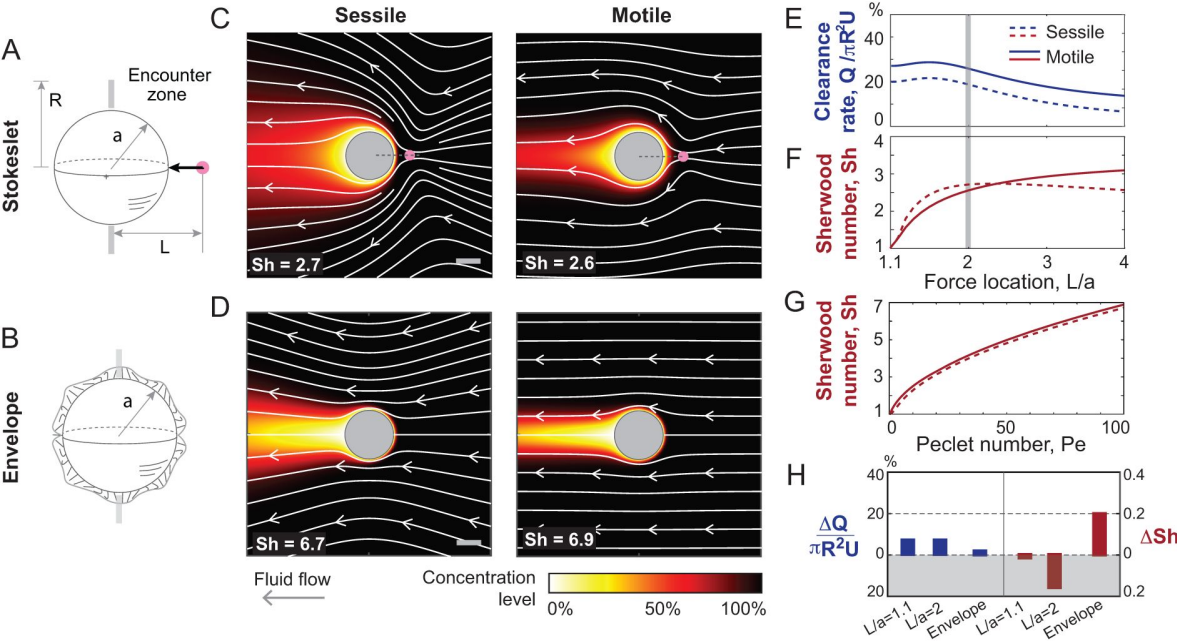 Sessile
Motile
A
R
Encounter
zone
a
L
Stokeslet
C
Sh = 2.7
Sh = 2.6
E
%
40
20
0
Clearance
rate, Q /πR²U
Sessile
Motile
F
4
3
2
1
Sherwood
number, Sh
1.1
2
3
4
Force location, L/a
B
a
Envelope
D
Sh = 6.7
Sh = 6.9
G
7
5
3
1
Sherwood
number, Sh
0
50
100
Peclet number, Pe
Fluid flow
Concentration
level
0%
50%
100%
H
%
40
20
0
20
ΔQ
πR²U
0.4
0.2
0
0.2
ΔSh
L/a=1.1
L/a=2
Envelope
L/a=1.1
L/a=2
Envelope